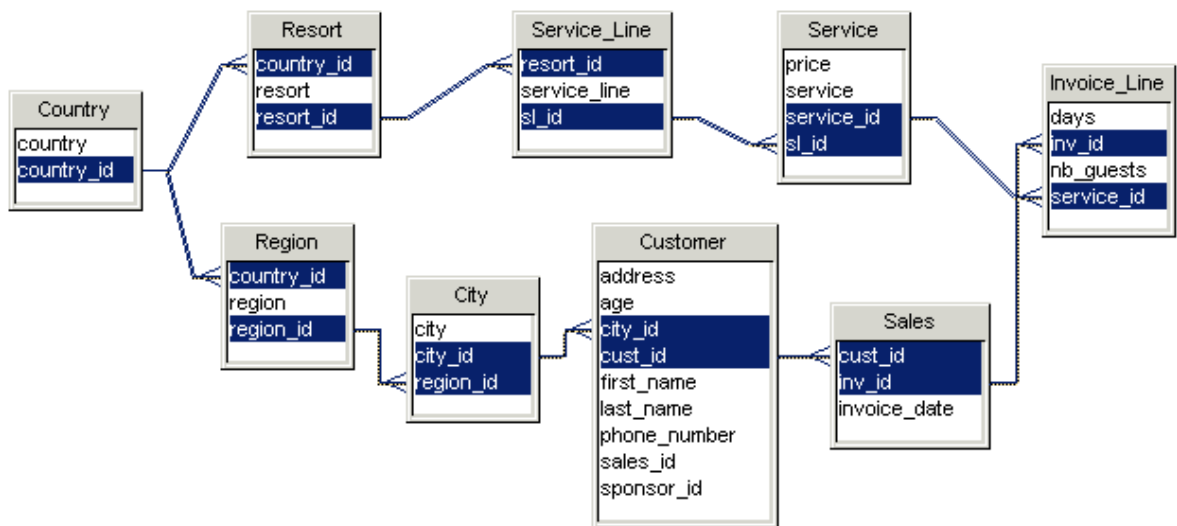 Country
country
country_id
Resort
country_id
resort
resort_id
Service_Line
resort_id
service_line
sl_id
Service
price
service
service_id
sl_id
Invoice_Line
days
inv_id
nb_guests
service_id
Region
country_id
region
region_id
City
city
city_id
region_id
Customer
address
age
city_id
cust_id
first_name
last_name
phone_number
sales_id
sponsor_id
Sales
cust_id
inv_id
invoice_date